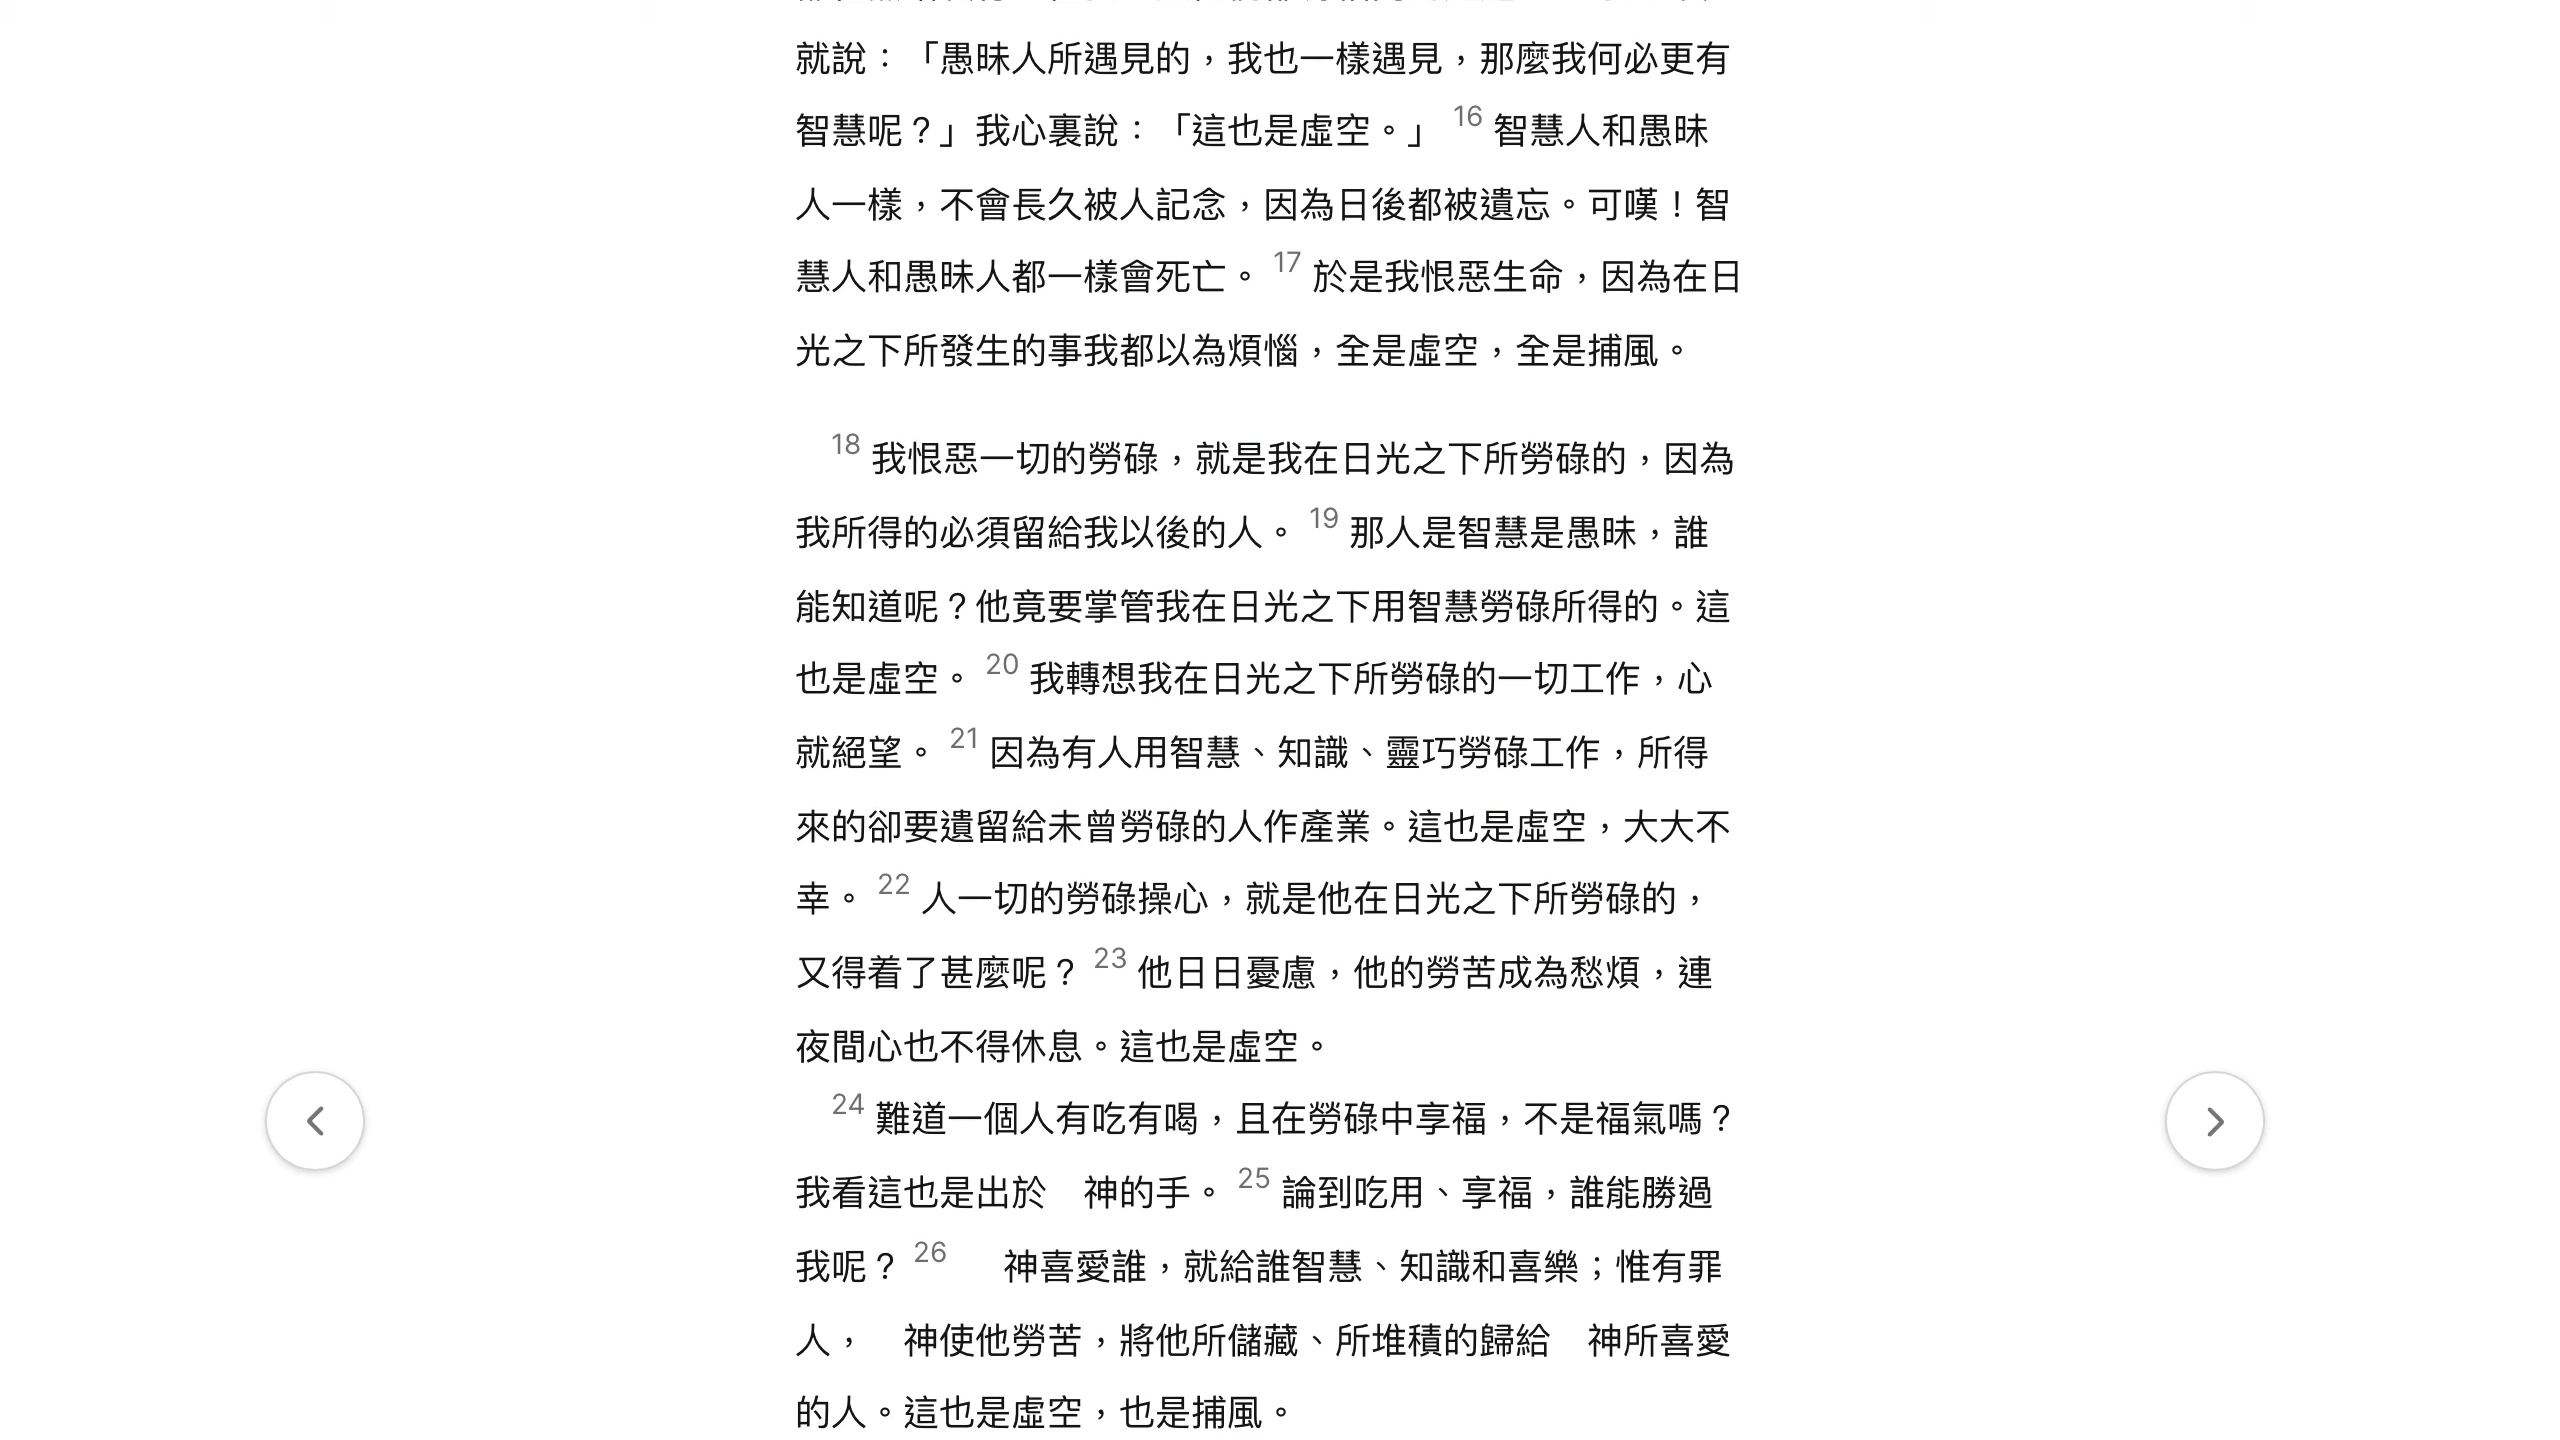 就說：「愚昧人所遇見的，我也一樣遇見，那麼我何必更有
智慧呢？」我心裏說：「這也是虛空。」 16 智慧人和愚昧
人一樣，不會長久被人記念，因為日後都被遺忘。可嘆！智
慧人和愚昧人都一樣會死亡。 17 於是我恨惡生命，因為在日
光之下所發生的事我都以為煩惱，全是虛空，全是捕風。
18 我恨惡一切的勞碌，就是我在日光之下所勞碌的，因為
我所得的必須留給我以後的人。 19 那人是智慧是愚昧，誰
能知道呢？他竟要掌管我在日光之下用智慧勞碌所得的。這
也是虛空。 20 我轉想我在日光之下所勞碌的一切工作，心
就絕望。 21 因為有人用智慧、知識、靈巧勞碌工作，所得
來的卻要遺留給未曾勞碌的人作產業。這也是虛空，大大不
幸。 22 人一切的勞碌操心，就是他在日光之下所勞碌的，
又得着了甚麼呢？ 23 他日日憂慮，他的勞苦成為愁煩，連
夜間心也不得休息。這也是虛空。
24 難道一個人有吃有喝，且在勞碌中享福，不是福氣嗎？
我看這也是出於　神的手。 25 論到吃用、享福，誰能勝過
我呢？ 26 　神喜愛誰，就給誰智慧、知識和喜樂；惟有罪
人，　神使他勞苦，將他所儲藏、所堆積的歸給　神所喜愛
的人。這也是虛空，也是捕風。